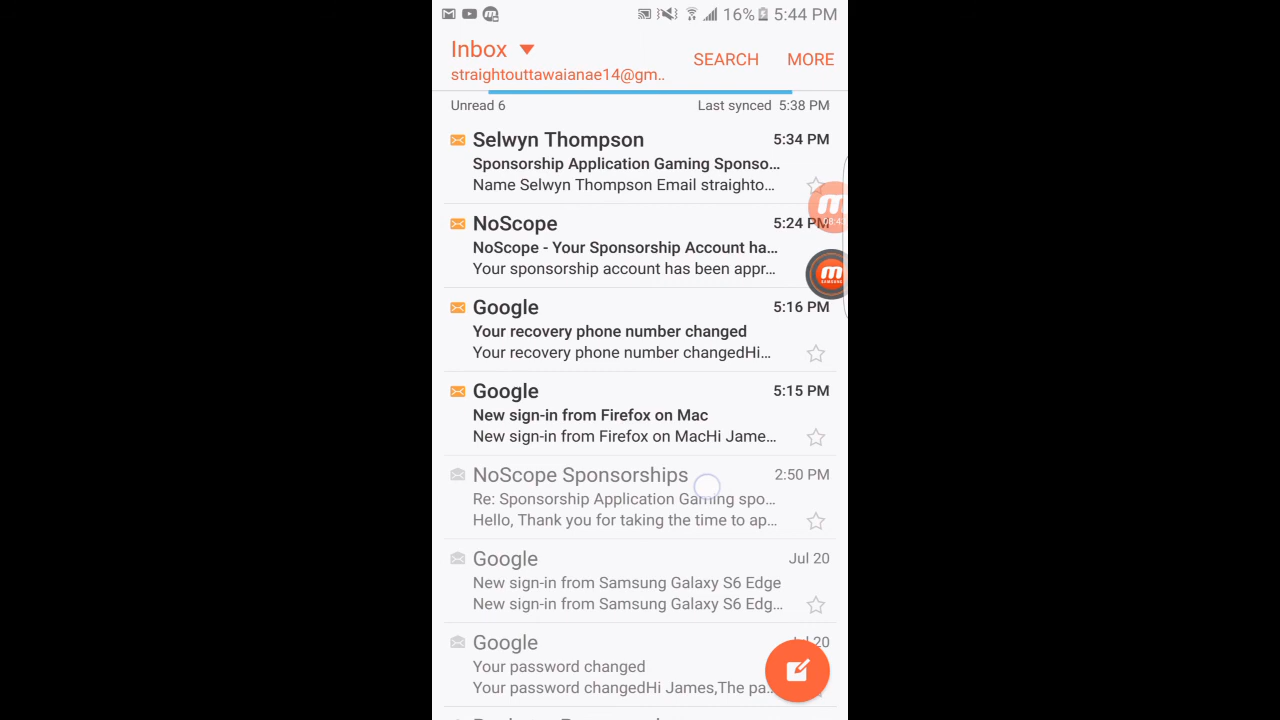 16% 5:44 PM
Inbox
straightouttawaianae14@gm..
SEARCH
MORE
Unread 6
Last synced 5:38 PM
Selwyn Thompson
5:34 PM
Sponsorship Application Gaming Sponso...
Name Selwyn Thompson Email straighto...
NoScope
5:24 PM
NoScope - Your Sponsorship Account ha...
Your sponsorship account has been appr...
Google
5:16 PM
Your recovery phone number changed
Your recovery phone number changedHi...
Google
5:15 PM
New sign-in from Firefox on Mac
New sign-in from Firefox on MacHi Jame...
NoScope Sponsorships
2:50 PM
Re: Sponsorship Application Gaming spo...
Hello, Thank you for taking the time to ap...
Google
Jul 20
New sign-in from Samsung Galaxy S6 Edge
New sign-in from Samsung Galaxy S6 Edg...
Google
Jul 20
Your password changed
Your password changedHi James,The pa...